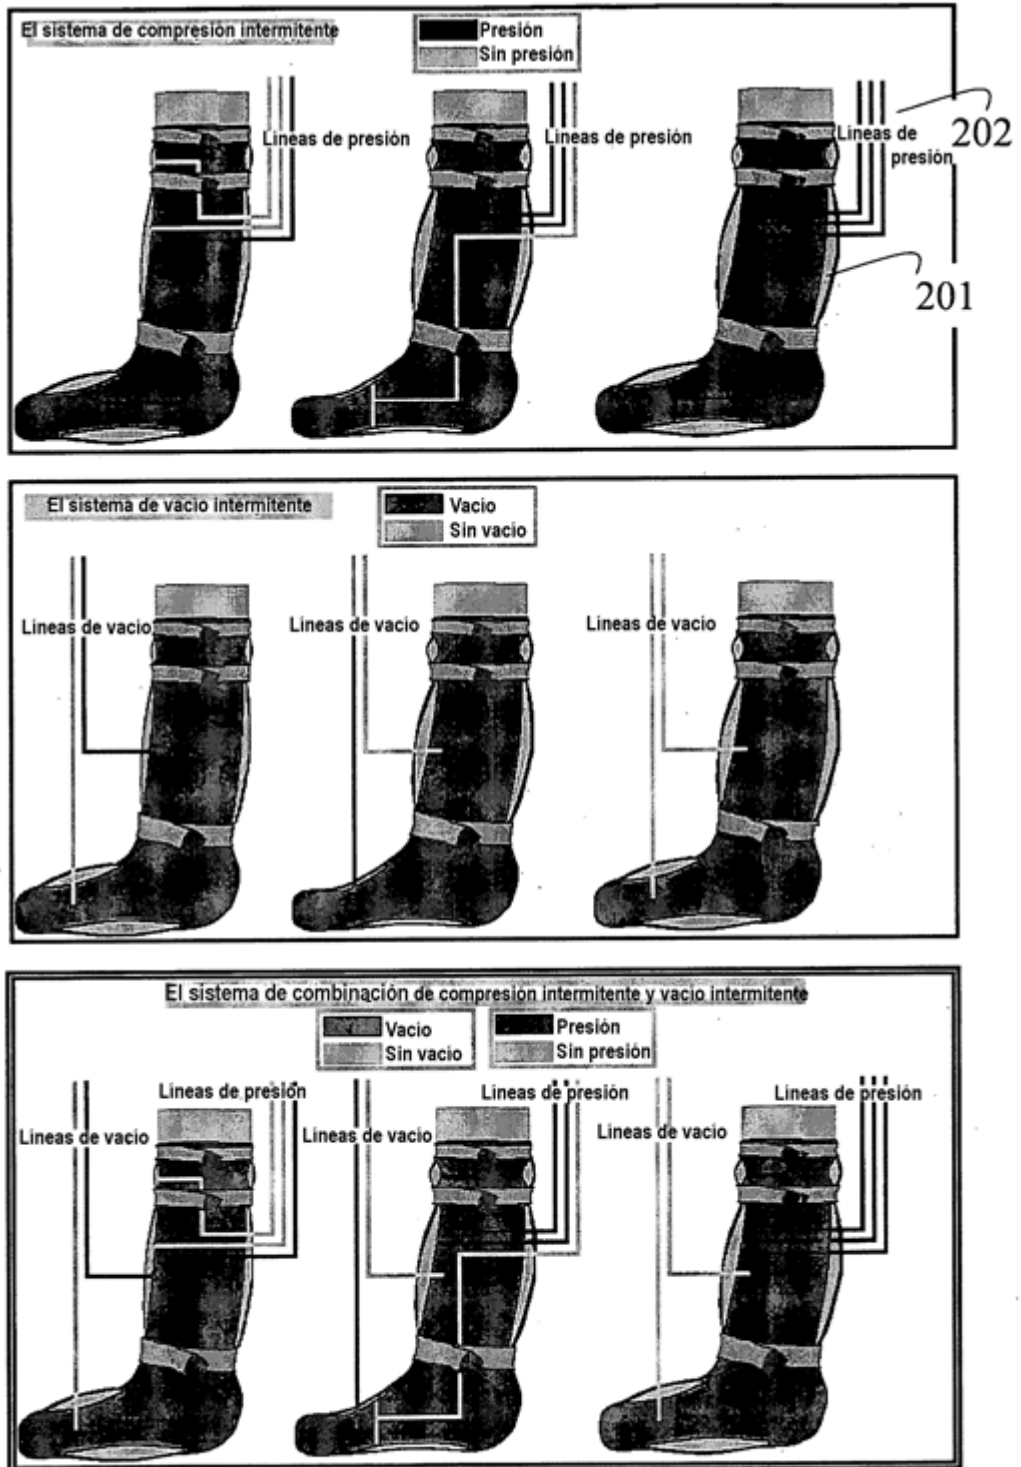 El sistema de compresión intermitente
Presión
Sin presión
Lineas de presión
Lineas de presión
Lineas de
presión
202
201
El sistema de vacio intermitente
Vacio
Sin vacio
Lineas de vacio
Lineas de vacio
Lineas de vacio
El sistema de combinación de compresión intermitente y vacio intermitente
Vacio
Sin vacio
Presión
Sin presión
Lineas de presión
Lineas de presión
Lineas de presión
Lineas de vacio
Lineas de vacio
Lineas de vacio